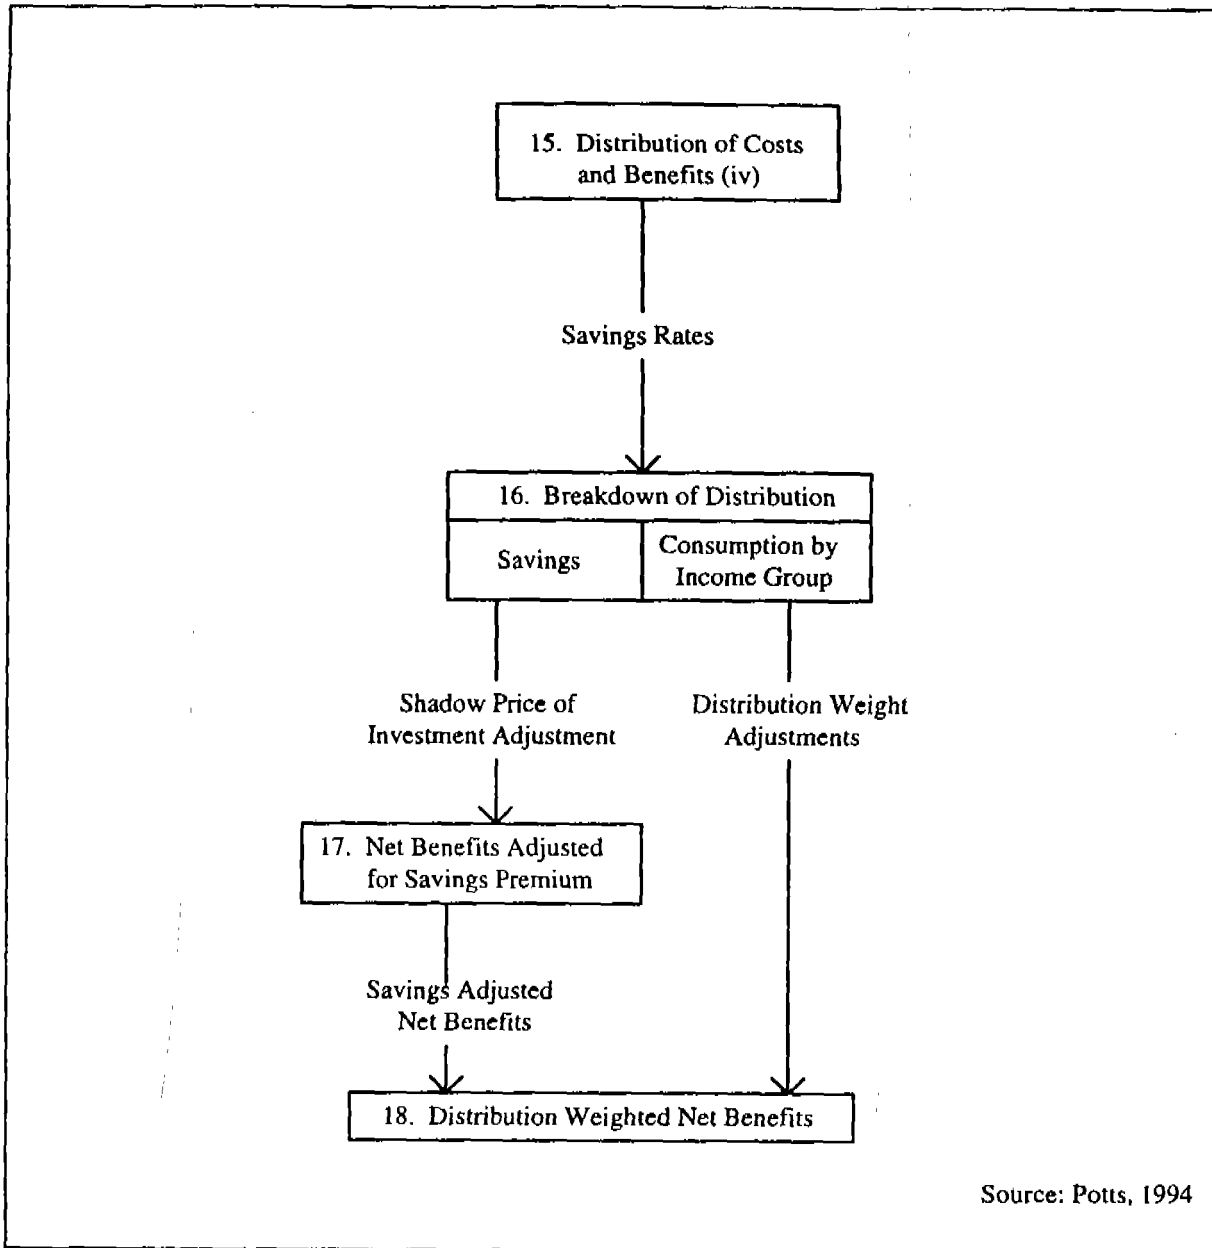 15. Distribution of Costs
and Benefits (iv)
Savings Rates
16. Breakdown of Distribution
Savings
Consumption by
Income Group
Shadow Price of
Investment Adjustment
Distribution Weight
Adjustments
17. Net Benefits Adjusted
for Savings Premium
Savings Adjusted
Net Benefits
18. Distribution Weighted Net Benefits
Source: Potts, 1994